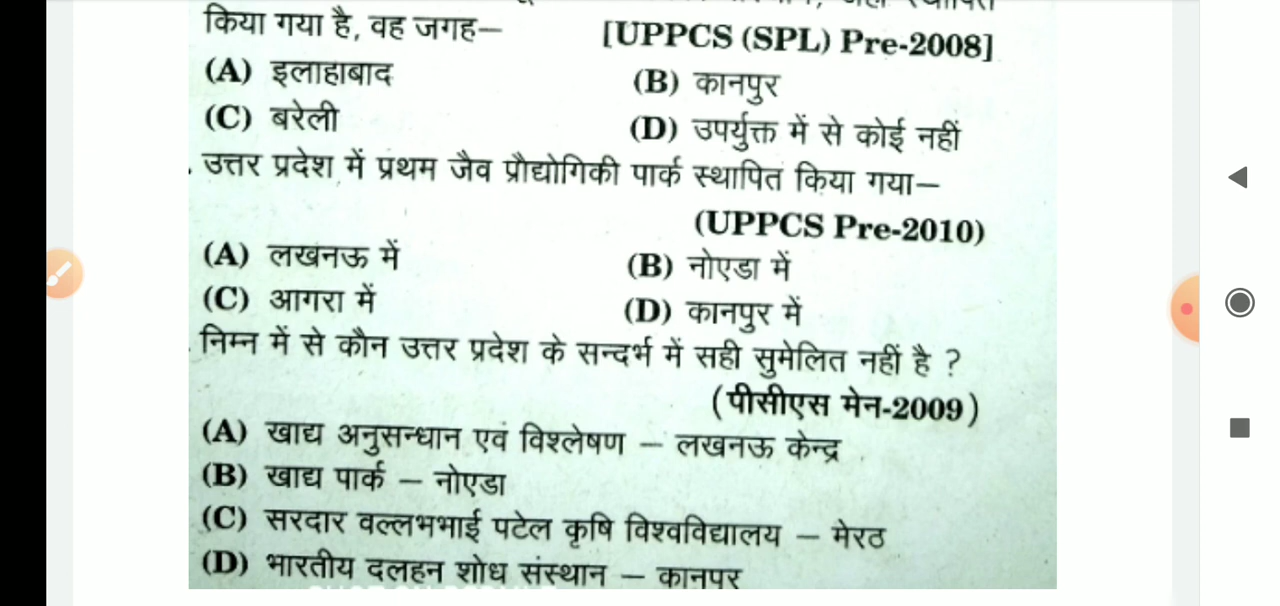 किया गया है, वह जगह—
[UPPCS (SPL) Pre-2008]
(A) इलाहाबाद
(B) कानपुर
(C) बरेली
(D) उपर्युक्त में से कोई नहीं
. उत्तर प्रदेश में प्रथम जैव प्रौद्योगिकी पार्क स्थापित किया गया—
(UPPCS Pre-2010)
(A) लखनऊ में
(B) नोएडा में
(C) आगरा में
(D) कानपुर में
निम्न में से कौन उत्तर प्रदेश के सन्दर्भ में सही सुमेलित नहीं है ?
(पीसीएस मेन-2009)
(A) खाद्य अनुसन्धान एवं विश्लेषण – लखनऊ केन्द्र
(B) खाद्य पार्क – नोएडा
(C) सरदार वल्लभभाई पटेल कृषि विश्वविद्यालय – मेरठ
(D) भारतीय दलहन शोध संस्थान – कानपुर